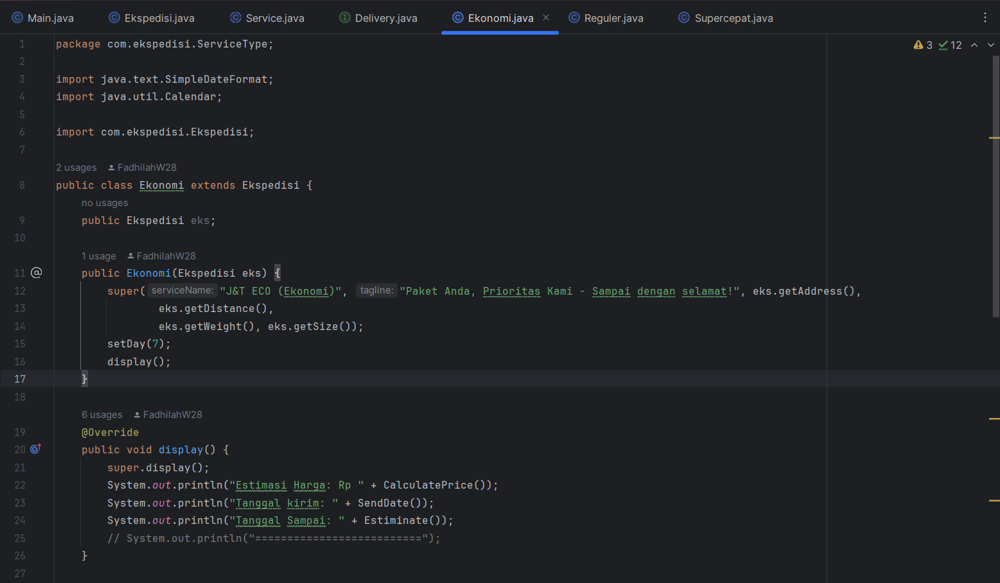 Main.java Ekspedisi.java Service.java Delivery.java Ekonomi.java Reguler.java Supercepat.java
1 package com.ekspedisi.ServiceType; 3 12
2
3 import java.text.SimpleDateFormat;
4 import java.util.Calendar;
5
6 import com.ekspedisi.Ekspedisi;
7
2 usages FadhilahW28
8 public class Ekonomi extends Ekspedisi {
no usages
9 public Ekspedisi eks;
10
1 usage FadhilahW28
11 @ public Ekonomi(Ekspedisi eks) {
12 super( serviceName: "J&T ECO (Ekonomi)", tagline: "Paket Anda, Prioritas Kami - Sampai dengan selamat!", eks.getAddress(),
13 eks.getDistance(),
14 eks.getWeight(), eks.getSize());
15 setDay(7);
16 display();
17 }
18
6 usages FadhilahW28
19 @Override
20 public void display() {
21 super.display();
22 System.out.println("Estimasi Harga: Rp " + CalculatePrice());
23 System.out.println("Tanggal kirim: " + SendDate());
24 System.out.println("Tanggal Sampai: " + Estiminate());
25 // System.out.println("==========================");
26 }
27